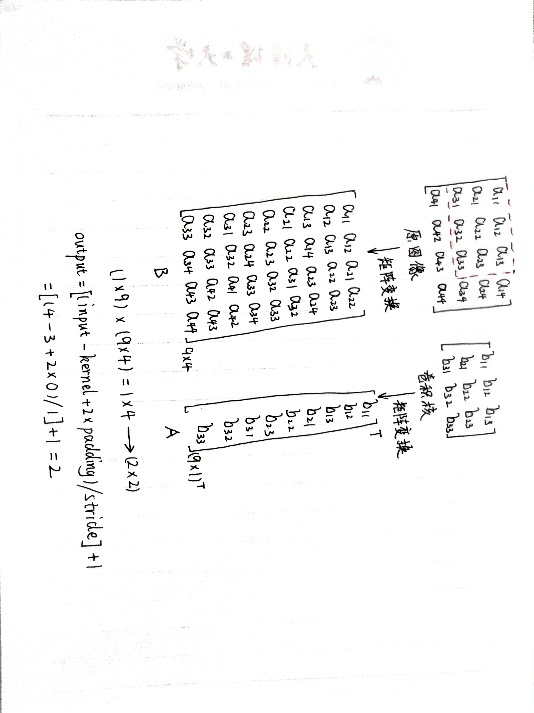 a11 a12 a13 a14
a21 a22 a23 a24
a31 a32 a33 a34
a41 a42 a43 a44
原图像
b11 b12 b13
b21 b22 b23
b31 b32 b33
卷积核
矩阵变换
矩阵变换
a11 a12 a21 a22
a12 a13 a22 a23
a13 a14 a23 a24
a21 a22 a31 a32
a22 a23 a32 a33
a23 a24 a33 a34
a31 a32 a41 a42
a32 a33 a42 a43
a33 a34 a43 a44
9×4
B
b11
b12
b13
b21
b22
b23
b31
b32
b33
T
(9×1)T
A
(1×9)×(9×4)=1×4→(2×2)
output=[(input-kernel+2×padding)/stride]+1
=[(4-3+2×0)/1]+1=2